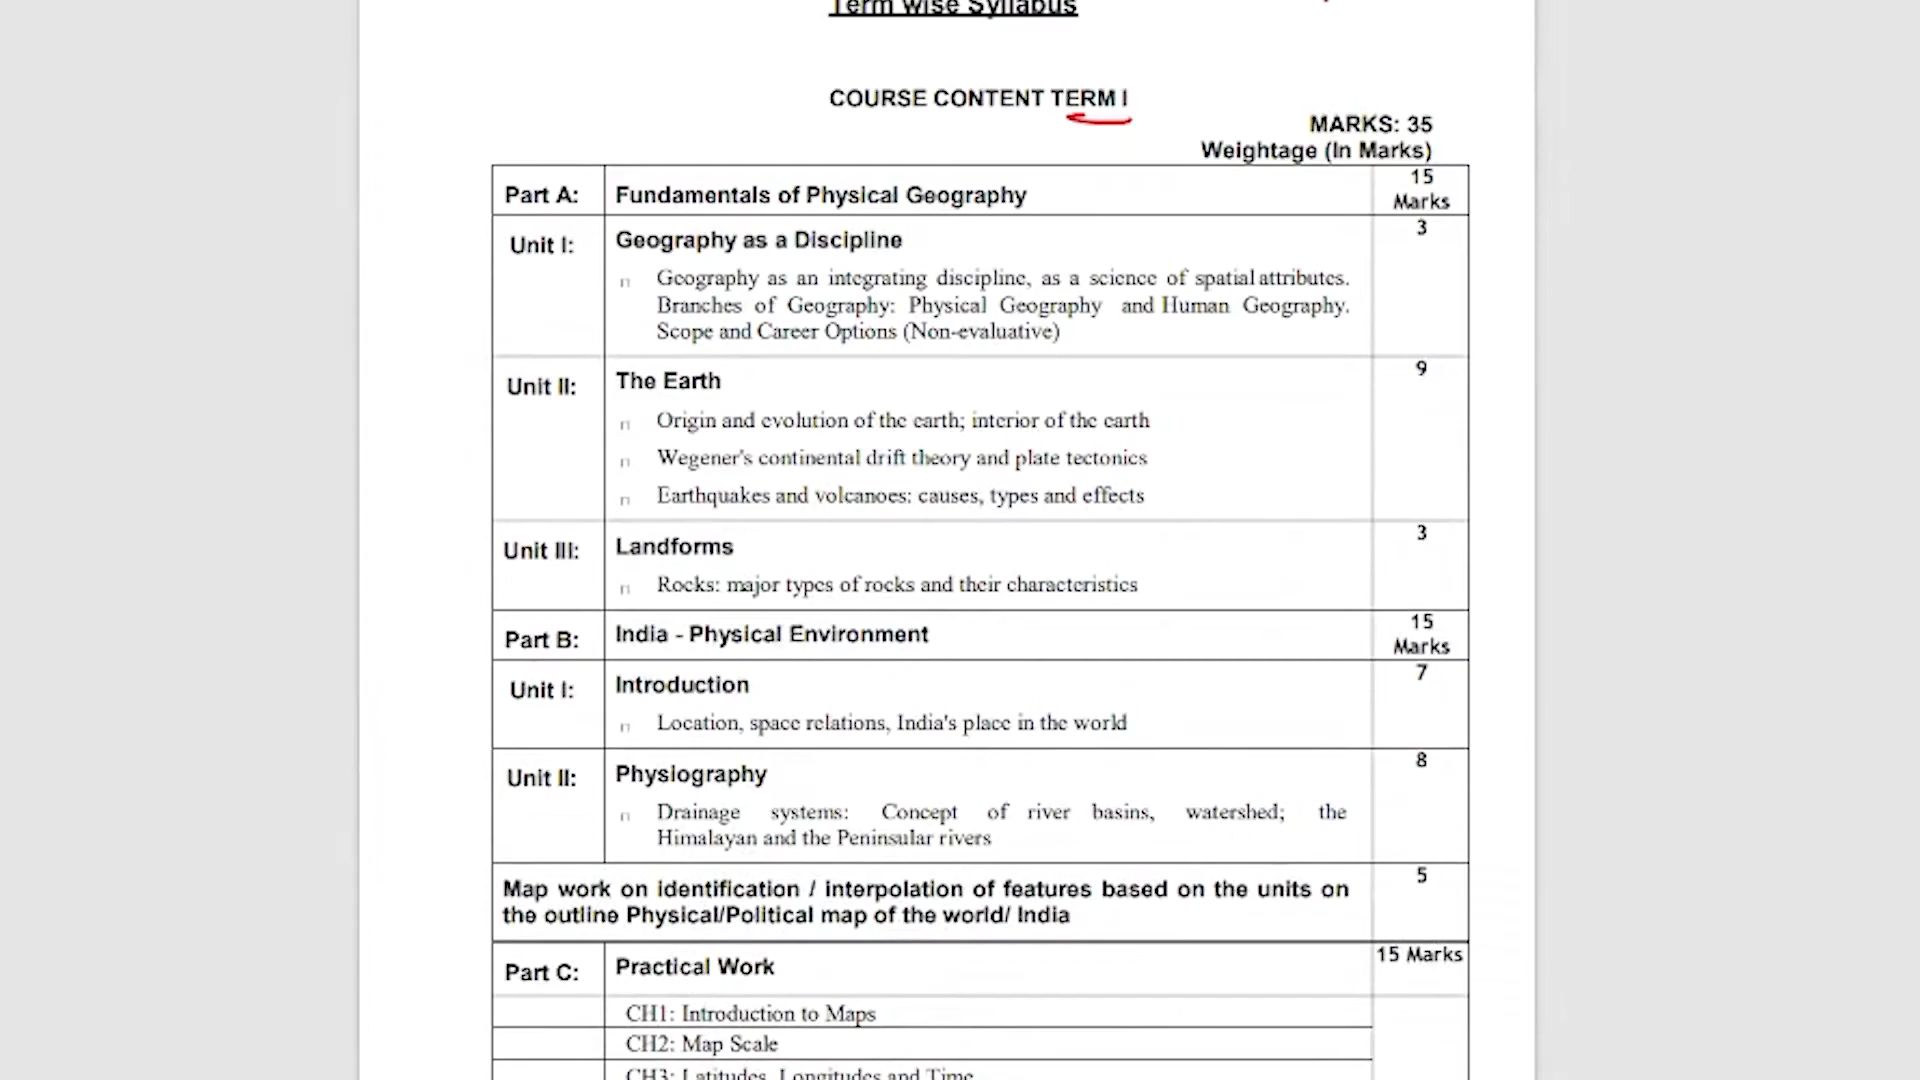 Term wise Syllabus
COURSE CONTENT TERM I
MARKS: 35
Weightage (In Marks)
Part A:
Fundamentals of Physical Geography
15
Marks
Unit I:
Geography as a Discipline
3
Geography as an integrating discipline, as a science of spatial attributes.
Branches of Geography: Physical Geography and Human Geography.
Scope and Career Options (Non-evaluative)
Unit II:
The Earth
9
Origin and evolution of the earth; interior of the earth
Wegener's continental drift theory and plate tectonics
Earthquakes and volcanoes: causes, types and effects
Unit III:
Landforms
3
Rocks: major types of rocks and their characteristics
Part B:
India - Physical Environment
15
Marks
Unit I:
Introduction
7
Location, space relations, India's place in the world
Unit II:
Physiography
8
Drainage systems: Concept of river basins, watershed; the
Himalayan and the Peninsular rivers
Map work on identification / interpolation of features based on the units on
the outline Physical/Political map of the world/ India
5
Part C:
Practical Work
15 Marks
CH1: Introduction to Maps
CH2: Map Scale
CH3: Latitudes, Longitudes and Time